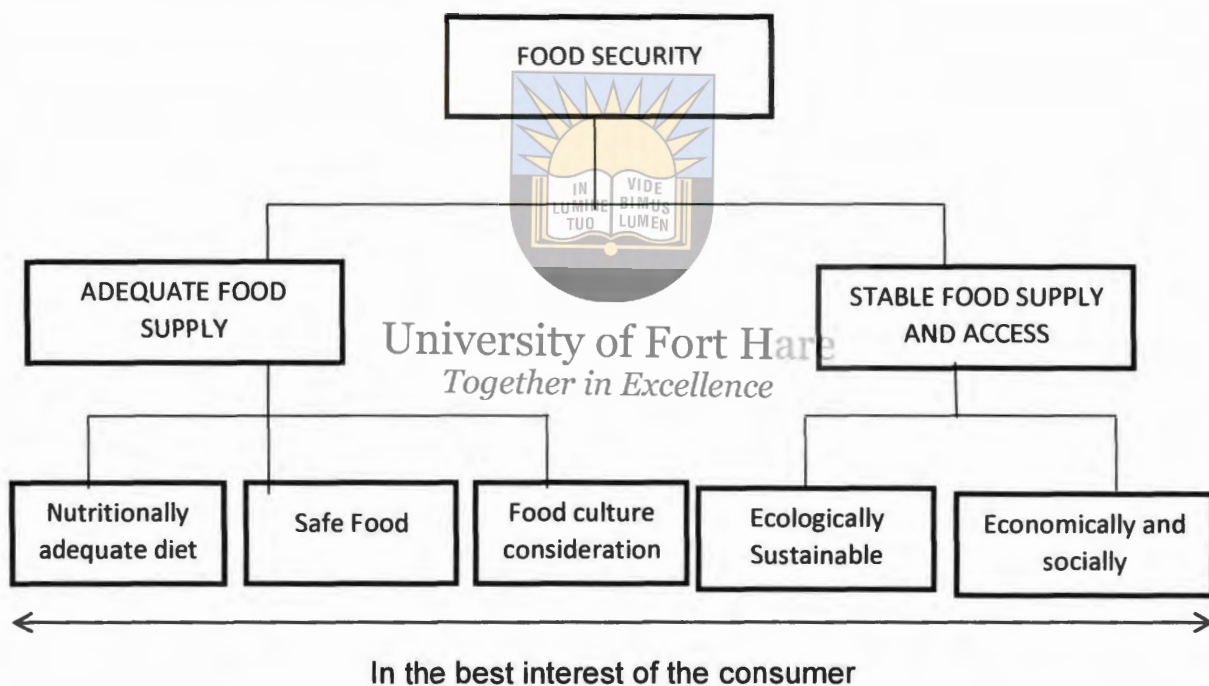 FOOD SECURITY
IN
LUMINE
TUO
VIDE
BIMUS
LUMEN
ADEQUATE FOOD
SUPPLY
STABLE FOOD SUPPLY
AND ACCESS
University of Fort Hare
Together in Excellence
Nutritionally
adequate diet
Safe Food
Food culture
consideration
Ecologically
Sustainable
Economically and
socially
In the best interest of the consumer